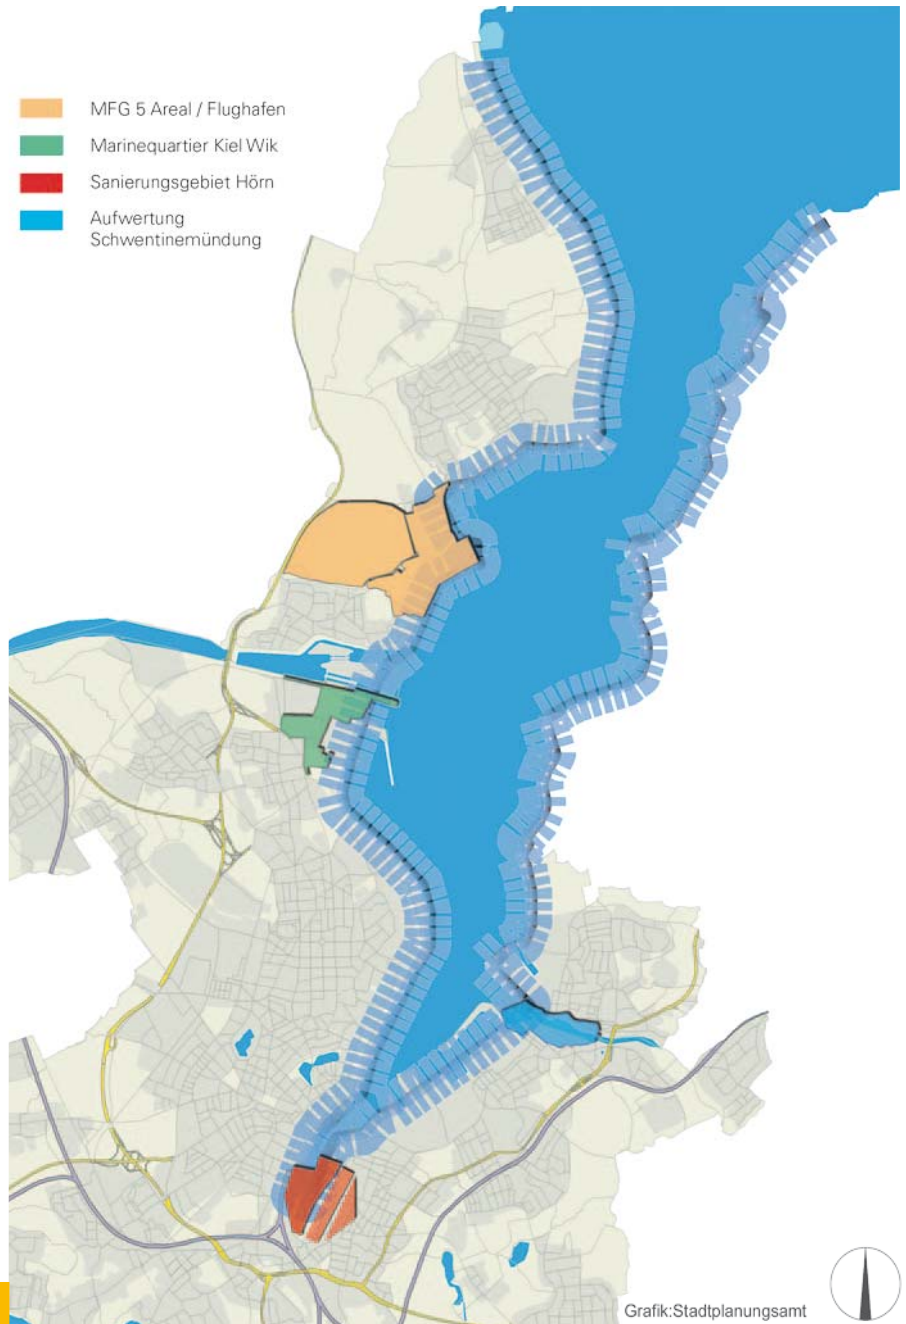 MFG 5 Areal / Flughafen
Marinequartier Kiel Wik
Sanierungsgebiet Hörn
Aufwertung
Schwentinemündung
Grafik:Stadtplanungsamt